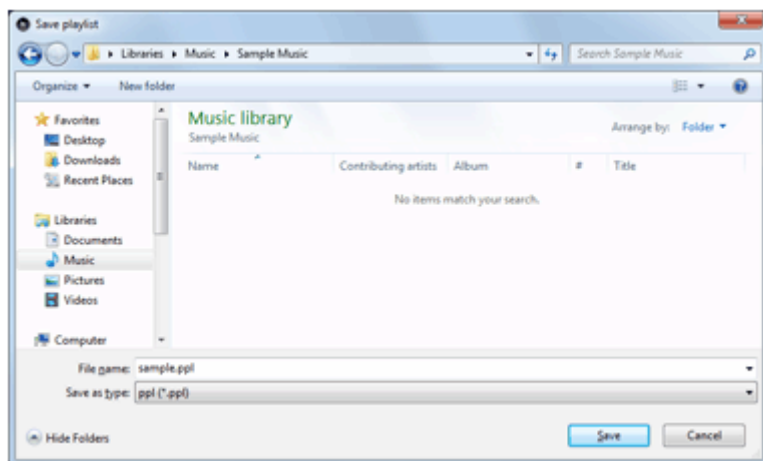 Save playlist
Libraries Music Sample Music
Search Sample Music
Organize New folder
Favorites
Desktop
Downloads
Recent Places
Libraries
Documents
Music
Pictures
Videos
Computer
Music library
Sample Music
Arrange by: Folder
Name Contributing artists Album # Title
No items match your search.
File name: sample.ppl
Save as type: ppl (*.ppl)
Hide Folders
Save Cancel